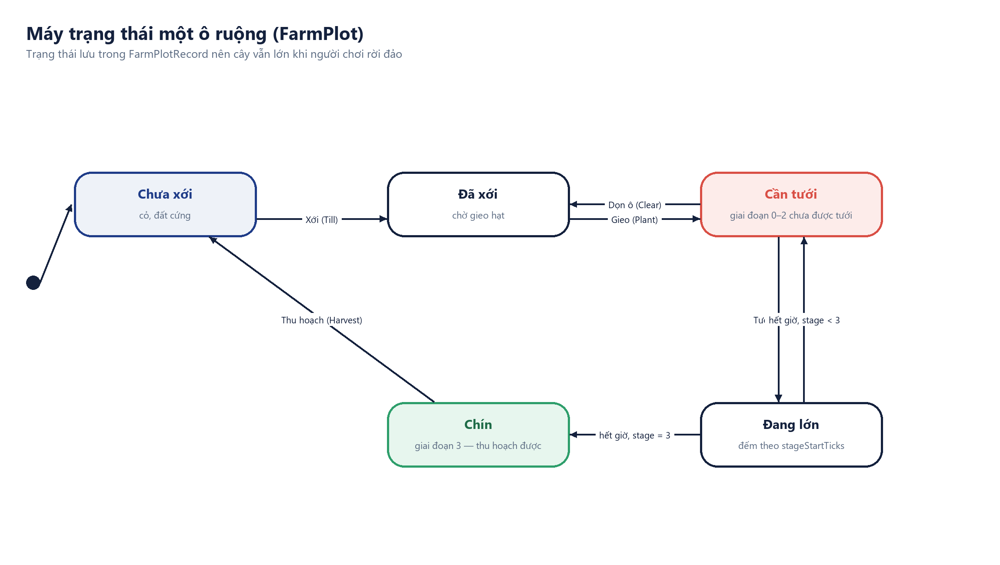 Máy trạng thái một ô ruộng (FarmPlot)
Trạng thái lưu trong FarmPlotRecord nên cây vẫn lớn khi người chơi rời đảo
Chưa xới
cỏ, đất cứng
Xới (Till)
Đã xới
chờ gieo hạt
Dọn ô (Clear)
Gieo (Plant)
Cần tưới
giai đoạn 0–2 chưa được tưới
Thu hoạch (Harvest)
hết giờ, stage < 3
Chín
giai đoạn 3 — thu hoạch được
hết giờ, stage = 3
Đang lớn
đếm theo stageStartTicks